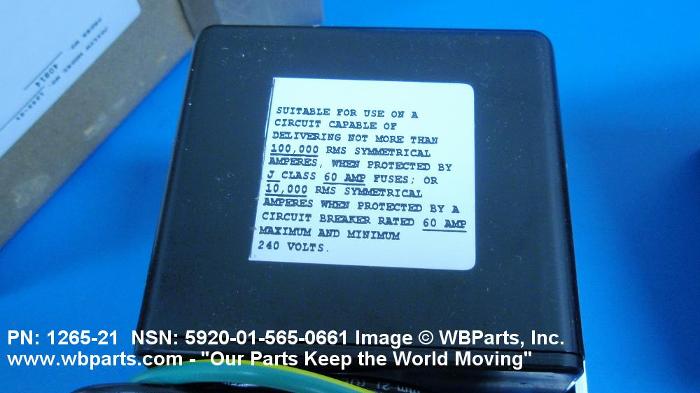 40814
SUITABLE FOR USE ON A
CIRCUIT CAPABLE OF
DELIVERING NOT MORE THAN
100,000 RMS SYMMETRICAL
AMPERES, WHEN PROTECTED BY
J CLASS 60 AMP FUSES; OR
10,000 RMS SYMMETRICAL
AMPERES WHEN PROTECTED BY A
CIRCUIT BREAKER RATED 60 AMP
MAXIMUM AND MINIMUM
240 VOLTS.
PN: 1265-21 NSN: 5920-01-565-0661 Image © WBParts, Inc.
www.wbparts.com - "Our Parts Keep the World Moving"